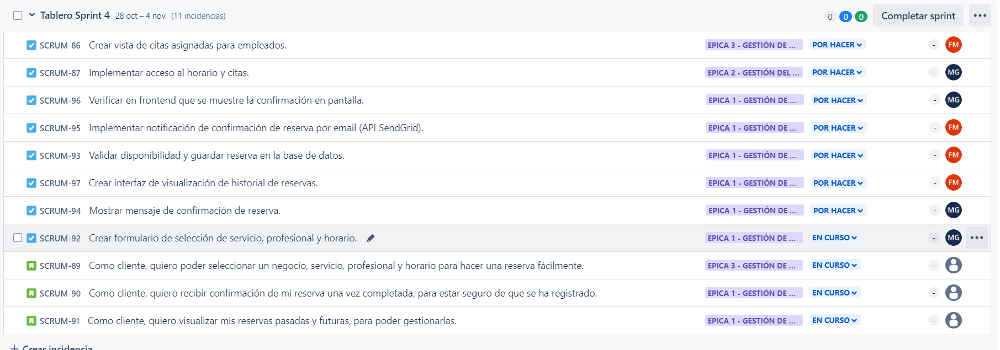 Tablero Sprint 4 28 oct – 4 nov (11 incidencias) 0 0 0 Completar sprint
SCRUM-86 Crear vista de citas asignadas para empleados. EPICA 3 - GESTIÓN DE ... POR HACER - FM
SCRUM-87 Implementar acceso al horario y citas. EPICA 2 - GESTIÓN DEL ... POR HACER - MG
SCRUM-96 Verificar en frontend que se muestre la confirmación en pantalla. EPICA 1 - GESTIÓN DE ... POR HACER - MG
SCRUM-95 Implementar notificación de confirmación de reserva por email (API SendGrid). EPICA 1 - GESTIÓN DE ... POR HACER - FM
SCRUM-93 Validar disponibilidad y guardar reserva en la base de datos. EPICA 1 - GESTIÓN DE ... POR HACER - FM
SCRUM-97 Crear interfaz de visualización de historial de reservas. EPICA 1 - GESTIÓN DE ... POR HACER - FM
SCRUM-94 Mostrar mensaje de confirmación de reserva. EPICA 1 - GESTIÓN DE ... POR HACER - MG
SCRUM-92 Crear formulario de selección de servicio, profesional y horario. EPICA 1 - GESTIÓN DE ... EN CURSO - MG
SCRUM-89 Como cliente, quiero poder seleccionar un negocio, servicio, profesional y horario para hacer una reserva fácilmente. EPICA 3 - GESTIÓN DE ... EN CURSO -
SCRUM-90 Como cliente, quiero recibir confirmación de mi reserva una vez completada, para estar seguro de que se ha registrado. EPICA 1 - GESTIÓN DE ... EN CURSO -
SCRUM-91 Como cliente, quiero visualizar mis reservas pasadas y futuras, para poder gestionarlas. EPICA 1 - GESTIÓN DE ... EN CURSO -
+ Crear incidencia